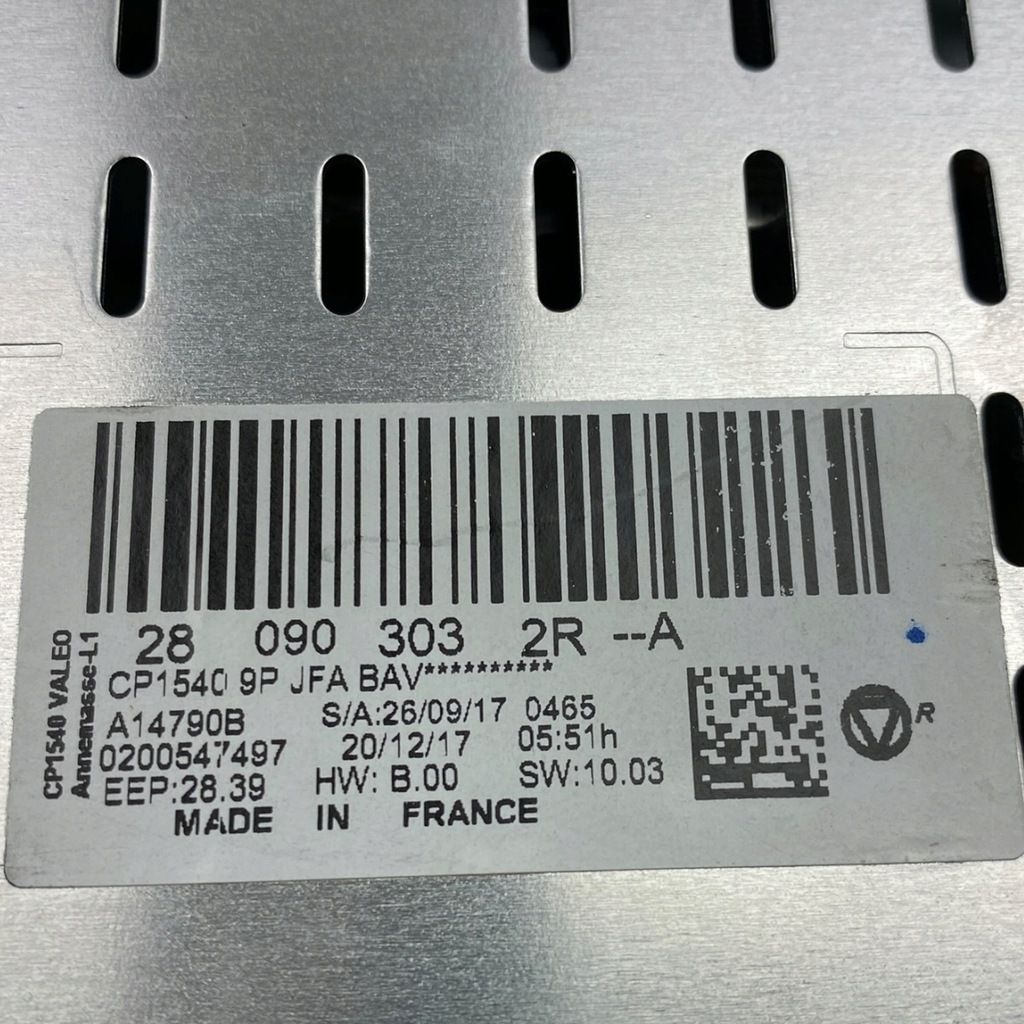 28 090 303 2R --A
CP1540 9P JFA BAV**********
A14790B S/A:26/09/17 0465
0200547497 20/12/17 05:51h
EEP:28.39 HW: B.00 SW:10.03
MADE IN FRANCE
CP1540 VALEO
Annemasse-L1
R